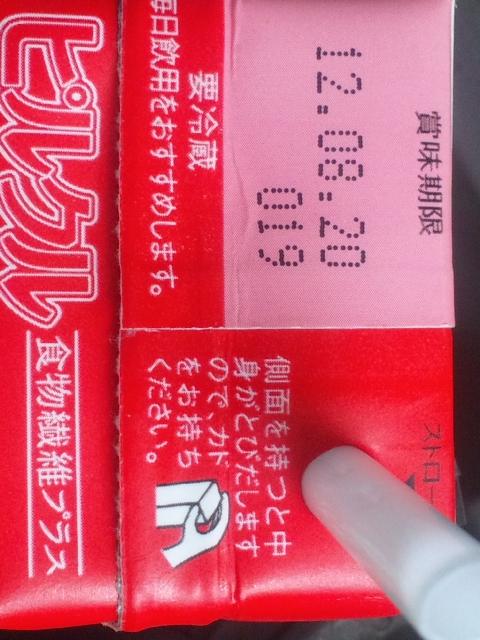 賞味期限
12.08.20
019
要冷蔵
毎日飲用をおすすめします。
ピルクル
食物繊維プラス
ストロー
側面を持つと中
身がとびだします
ので、カド
をお持ち
ください。